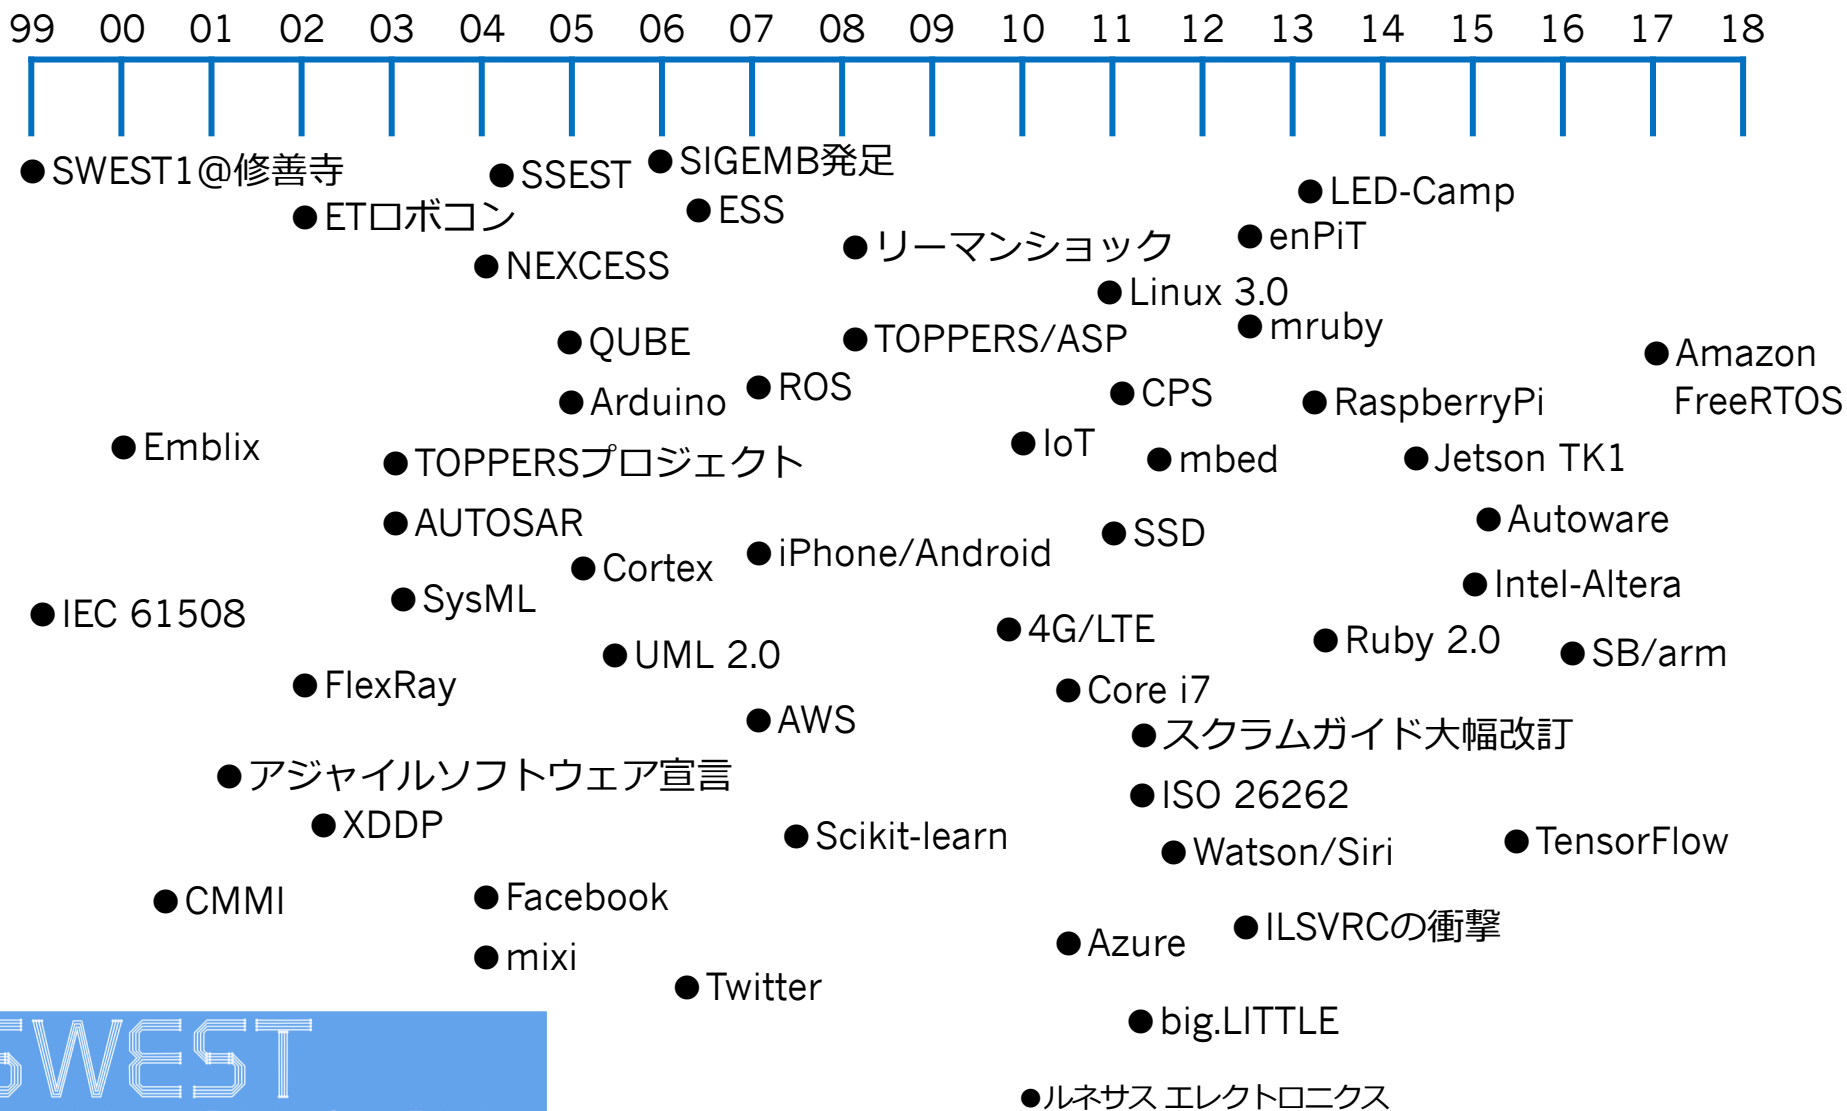 99 00 01 02 03 04 05 06 07 08 09 10 11 12 13 14 15 16 17 18
●SWEST1@修善寺
●SSEST
●SIGEMB発足
●LED-Camp
●ETロボコン
●ESS
●enPiT
●リーマンショック
●NEXCESS
●Linux 3.0
●mruby
●QUBE
●TOPPERS/ASP
●Amazon
FreeRTOS
●Arduino
●ROS
●CPS
●RaspberryPi
●Emblix
●TOPPERSプロジェクト
●IoT
●mbed
●Jetson TK1
●AUTOSAR
●SSD
●Autoware
●Cortex
●iPhone/Android
●Intel-Altera
●IEC 61508
●SysML
●4G/LTE
●Ruby 2.0
●UML 2.0
●SB/arm
●FlexRay
●AWS
●Core i7
●スクラムガイド大幅改訂
●アジャイルソフトウェア宣言
●ISO 26262
●XDDP
●Scikit-learn
●Watson/Siri
●TensorFlow
●CMMI
●Facebook
●ILSVRCの衝撃
●mixi
●Azure
●Twitter
●big.LITTLE
SWEST
●ルネサス エレクトロニクス